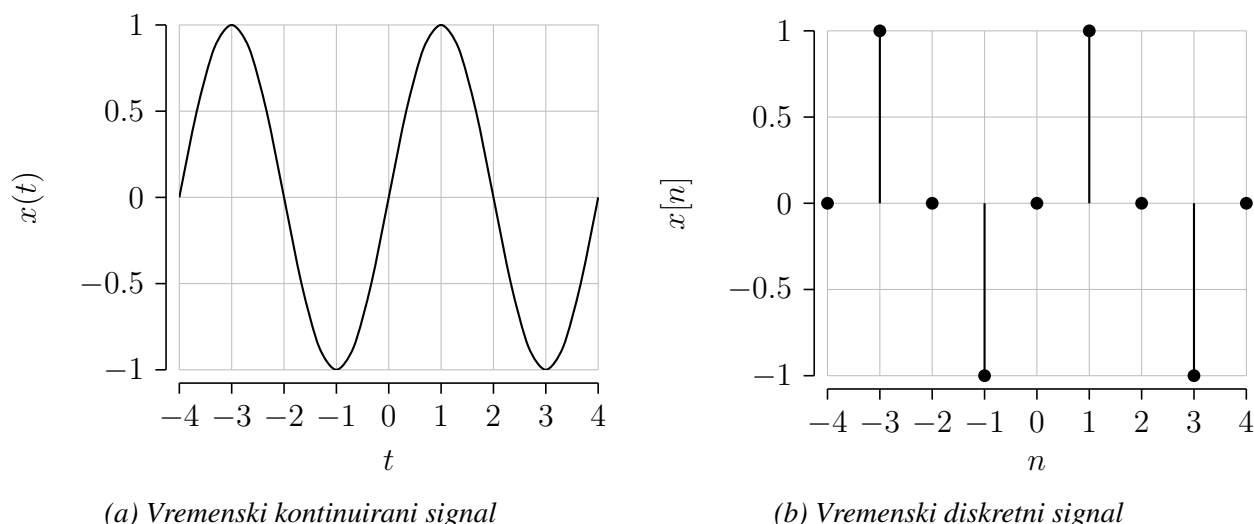 1
0.5
0
−0.5
−1
x(t)
−4 −3 −2 −1 0 1 2 3 4
t
(a) Vremenski kontinuirani signal
1
0.5
0
−0.5
−1
x[n]
−4 −3 −2 −1 0 1 2 3 4
n
(b) Vremenski diskretni signal